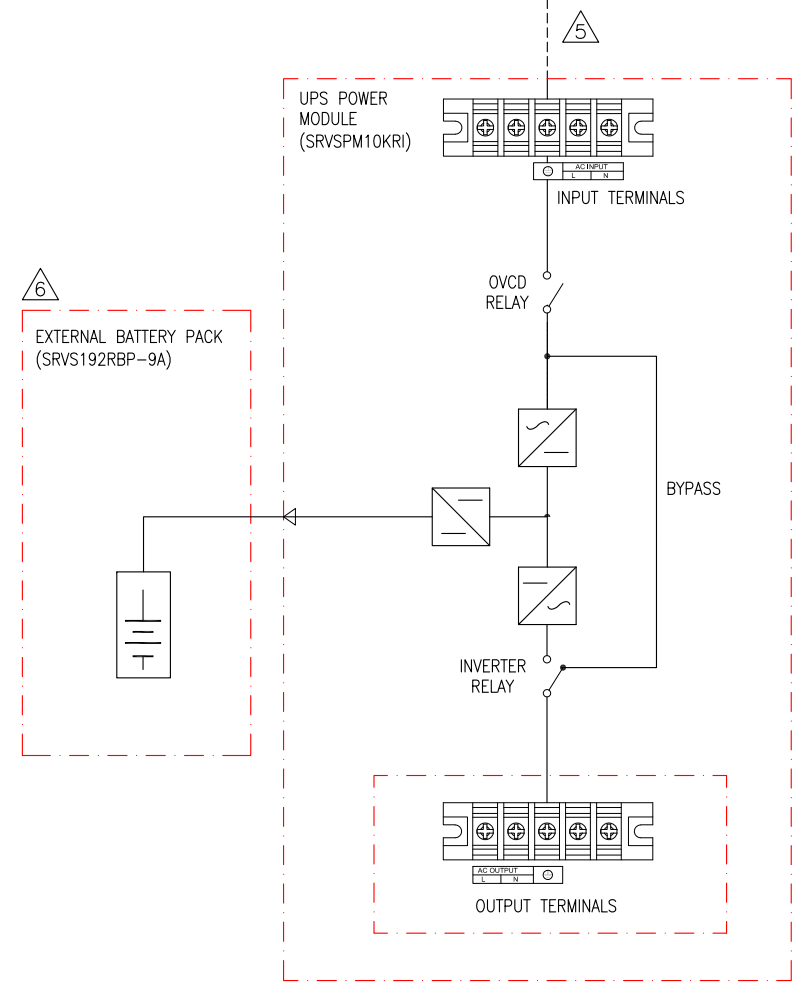 5
UPS POWER
MODULE
(SRVSPM10KRI)
AC INPUT
L N
INPUT TERMINALS
OVCD
RELAY
6
EXTERNAL BATTERY PACK
(SRVS192RBP-9A)
BYPASS
INVERTER
RELAY
AC OUTPUT
L N
OUTPUT TERMINALS